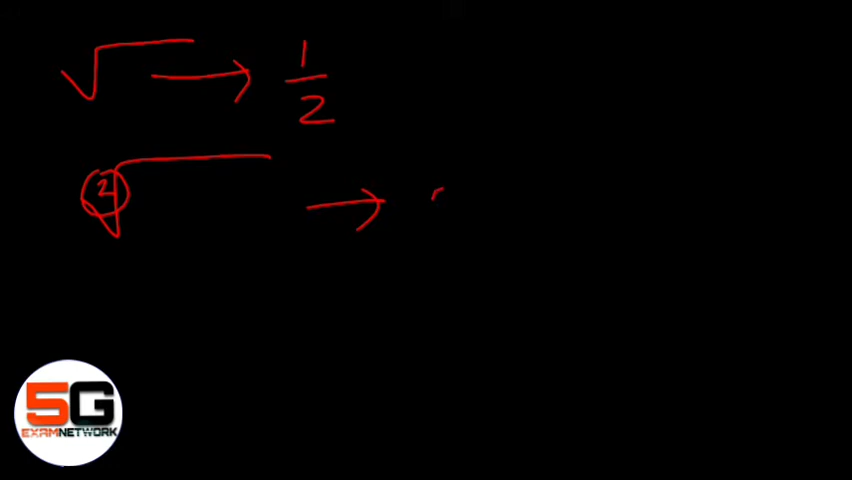 √ → 1/2
²√ →
5G
EXAMNETWORK